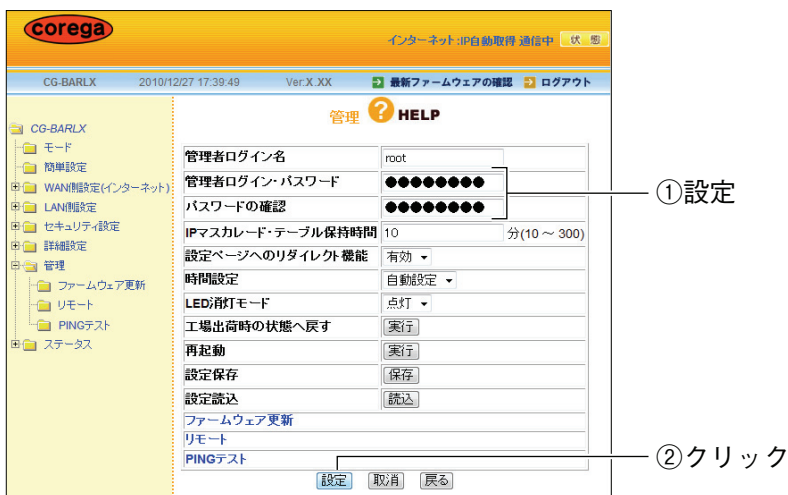 corega
インターネット:IP自動取得 通信中 状 態
CG-BARLX 2010/12/27 17:39:49 Ver.X.XX 最新ファームウェアの確認 ログアウト
CG-BARLX
モード
簡単設定
WAN側設定(インターネット)
LAN側設定
セキュリティ設定
詳細設定
管理
ファームウェア更新
リモート
PINGテスト
ステータス
管理 ? HELP
管理者ログイン名 root
管理者ログイン・パスワード ●●●●●●●●
パスワードの確認 ●●●●●●●●
IPマスカレード・テーブル保持時間 10 分(10～300)
設定ページへのリダイレクト機能 有効
時間設定 自動設定
LED消灯モード 点灯
工場出荷時の状態へ戻す 実行
再起動 実行
設定保存 保存
設定読込 読込
ファームウェア更新
リモート
PINGテスト
設定 取消 戻る
①設定
②クリック